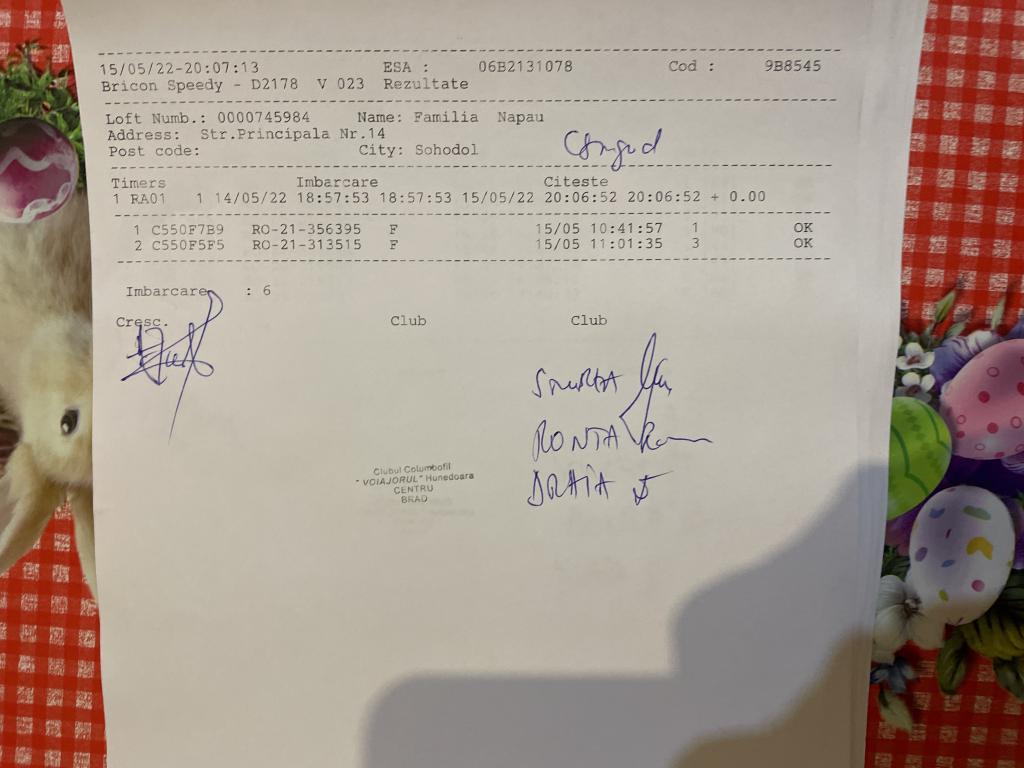 15/05/22-20:07:13 ESA : 06B2131078 Cod : 9B8545
Bricon Speedy - D2178 V 023 Rezultate
Loft Numb.: 0000745984 Name: Familia Napau
Address: Str.Principala Nr.14
Post code: City: Sohodol
Timers Imbarcare Citeste
1 RA01 1 14/05/22 18:57:53 18:57:53 15/05/22 20:06:52 20:06:52 + 0.00
1 C550F7B9 RO-21-356395 F 15/05 10:41:57 1 OK
2 C550F5F5 RO-21-313515 F 15/05 11:01:35 3 OK
Imbarcare : 6
Cresc. Club Club
RONTA
Clubul Columbofil
"VOIAJORUL" Hunedoara
CENTRU
BRAD